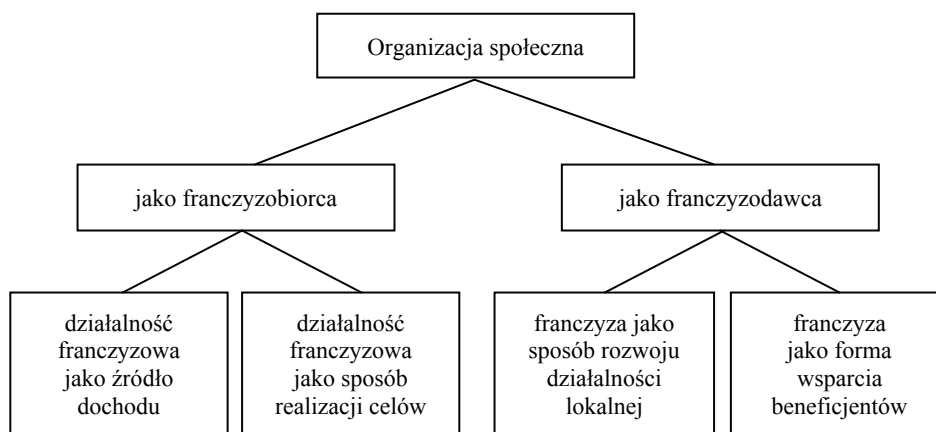 Organizacja społeczna
jako franczyzobiorca
jako franczyzodawca
działalność
franczyzowa
jako źródło
dochodu
działalność
franczyzowa
jako sposób
realizacji celów
franczyza jako
sposób rozwoju
działalności
lokalnej
franczyza
jako forma
wsparcia
beneficjentów